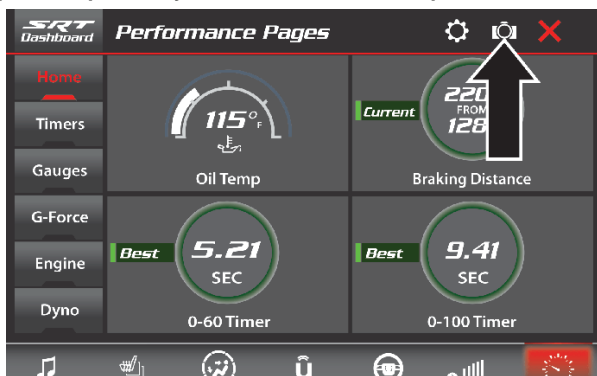 SRT
Dashboard
Performance Pages
Home
Timers
Gauges
G-Force
Engine
Dyno
115° F
Oil Temp
Current
220
FROM
128
Braking Distance
Best
5.21
SEC
0-60 Timer
Best
9.41
SEC
0-100 Timer